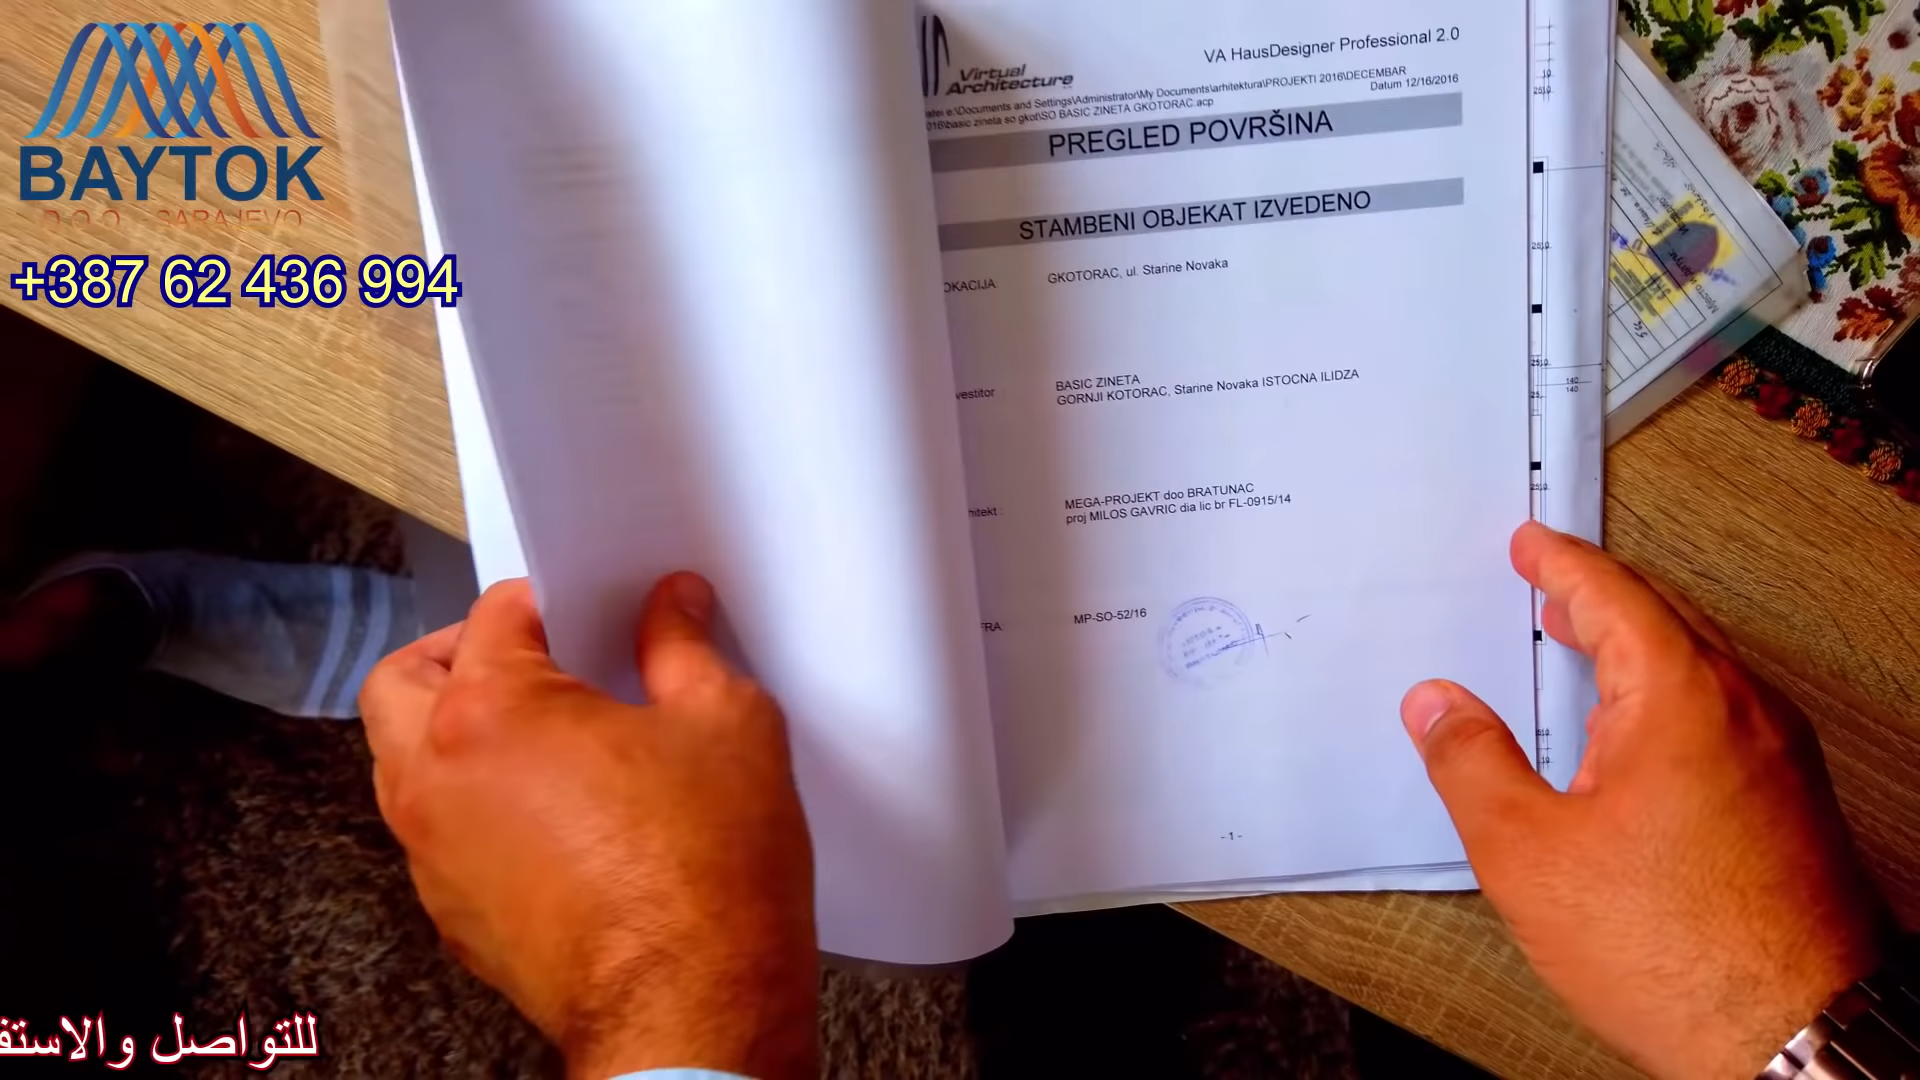 BAYTOK
D.O.O. - SARAJEVO
+387 62 436 994
Virtual
Architecture
VA HausDesigner Professional 2.0
e:\Documents and Settings\Administrator\My Documents\arhitektura\PROJEKTI 2016\DECEMBAR
Datum 12/16/2016
016\basic zineta so gkot\SO BASIC ZINETA GKOTORAC.acp
PREGLED POVRŠINA
STAMBENI OBJEKAT IZVEDENO
OKACIJA: GKOTORAC, ul. Starine Novaka
vestitor : BASIC ZINETA
GORNJI KOTORAC, Starine Novaka ISTOCNA ILIDZA
hitekt : MEGA-PROJEKT doo BRATUNAC
proj MILOS GAVRIC dia lic br FL-0915/14
FRA: MP-SO-52/16
- 1 -
140
140
للتواصل والاستف